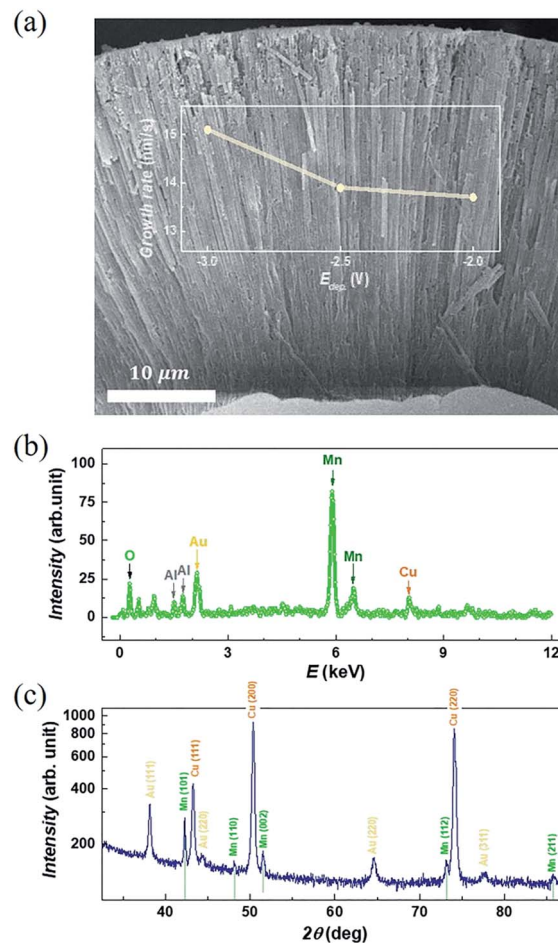 (a)
Growth rate (nm/s)
15
14
13
-3.0 -2.5 -2.0
E_dep. (V)
10 μm
(b)
Intensity (arb.unit)
100
75
50
25
0
O
Al Al
Au
Mn
Mn
Cu
0 3 6 9 12
E (keV)
(c)
Intensity (arb. unit)
1000
800
600
400
200
Au (111)
Mn (101)
Cu (111)
Au (220)
Mn (110)
Cu (200)
Mn (002)
Au (220)
Mn (112)
Cu (220)
Au (311)
Mn (211)
40 50 60 70 80
2θ (deg)